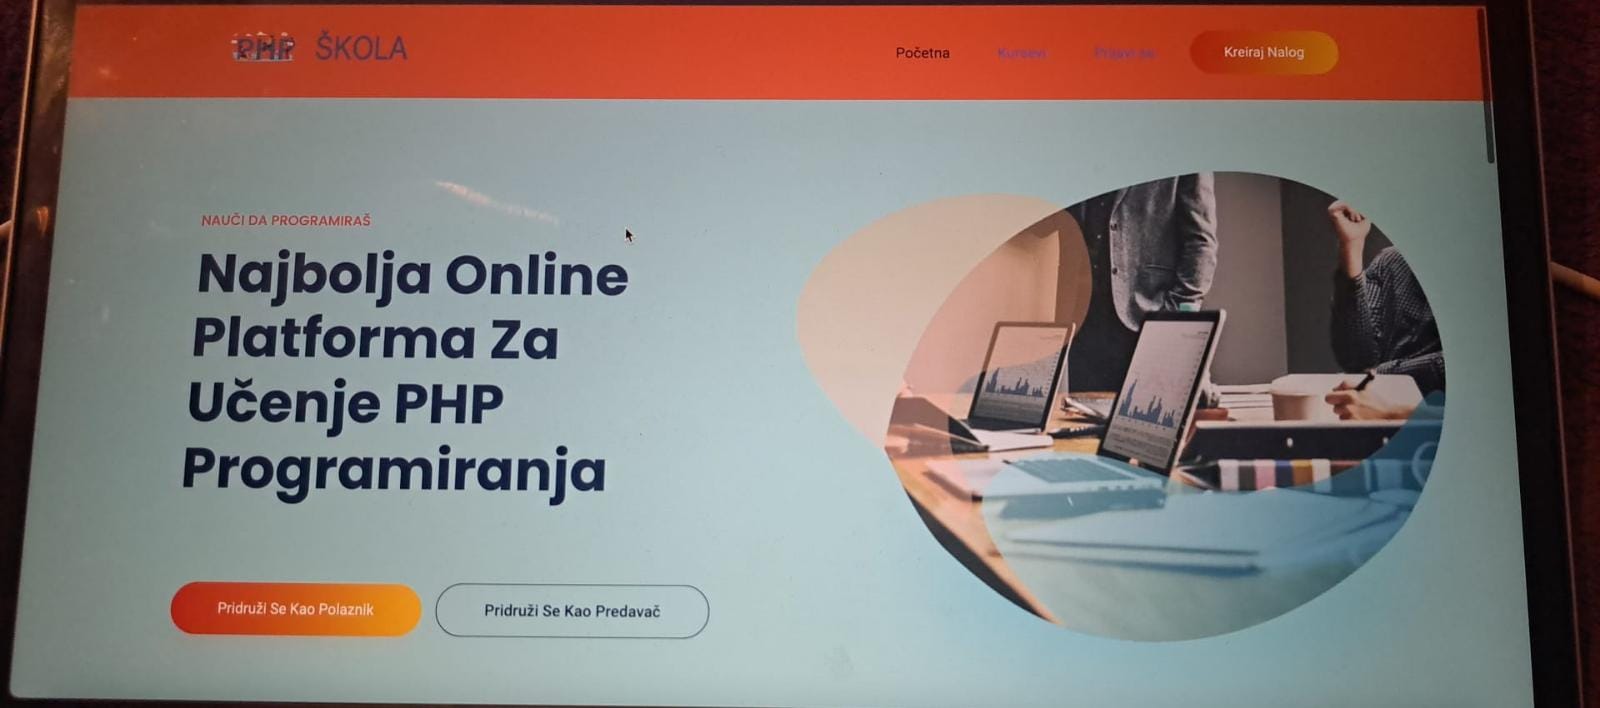 PHP ŠKOLA
Početna Kursevi Prijavi se Kreiraj Nalog
NAUČI DA PROGRAMIRAŠ
Najbolja Online
Platforma Za
Učenje PHP
Programiranja
Pridruži Se Kao Polaznik Pridruži Se Kao Predavač